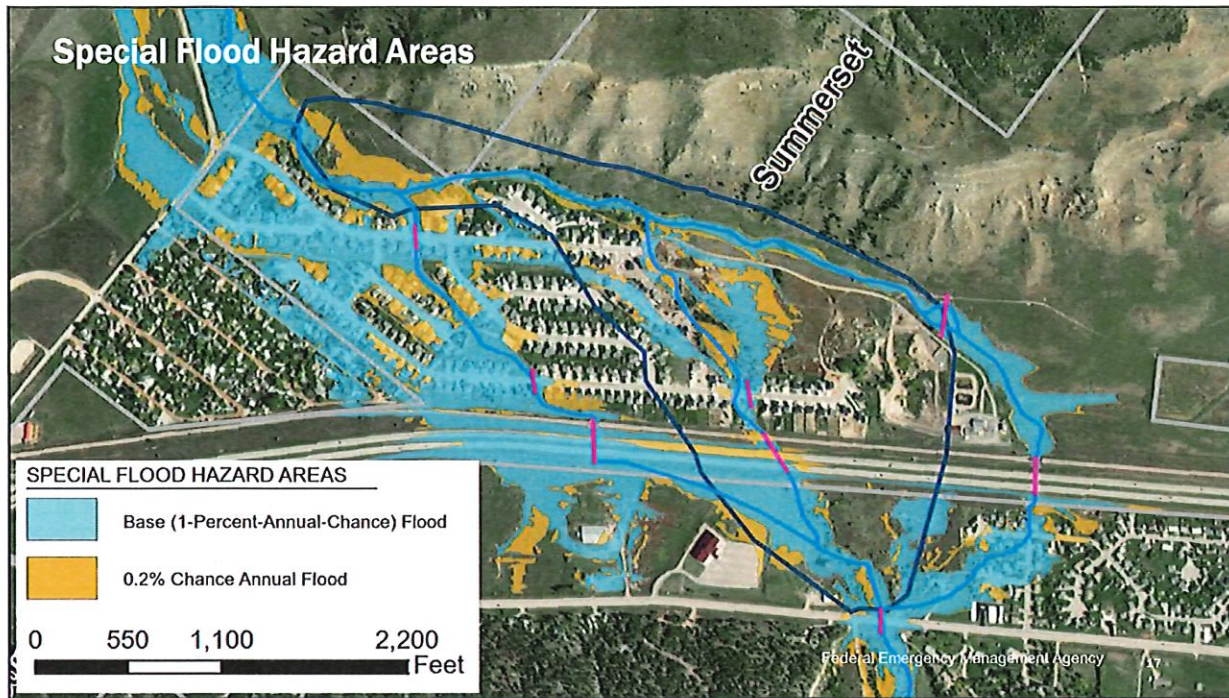 Special Flood Hazard Areas
Summerset
SPECIAL FLOOD HAZARD AREAS
Base (1-Percent-Annual-Chance) Flood
0.2% Chance Annual Flood
0 550 1,100 2,200
Feet
Federal Emergency Management Agency 17